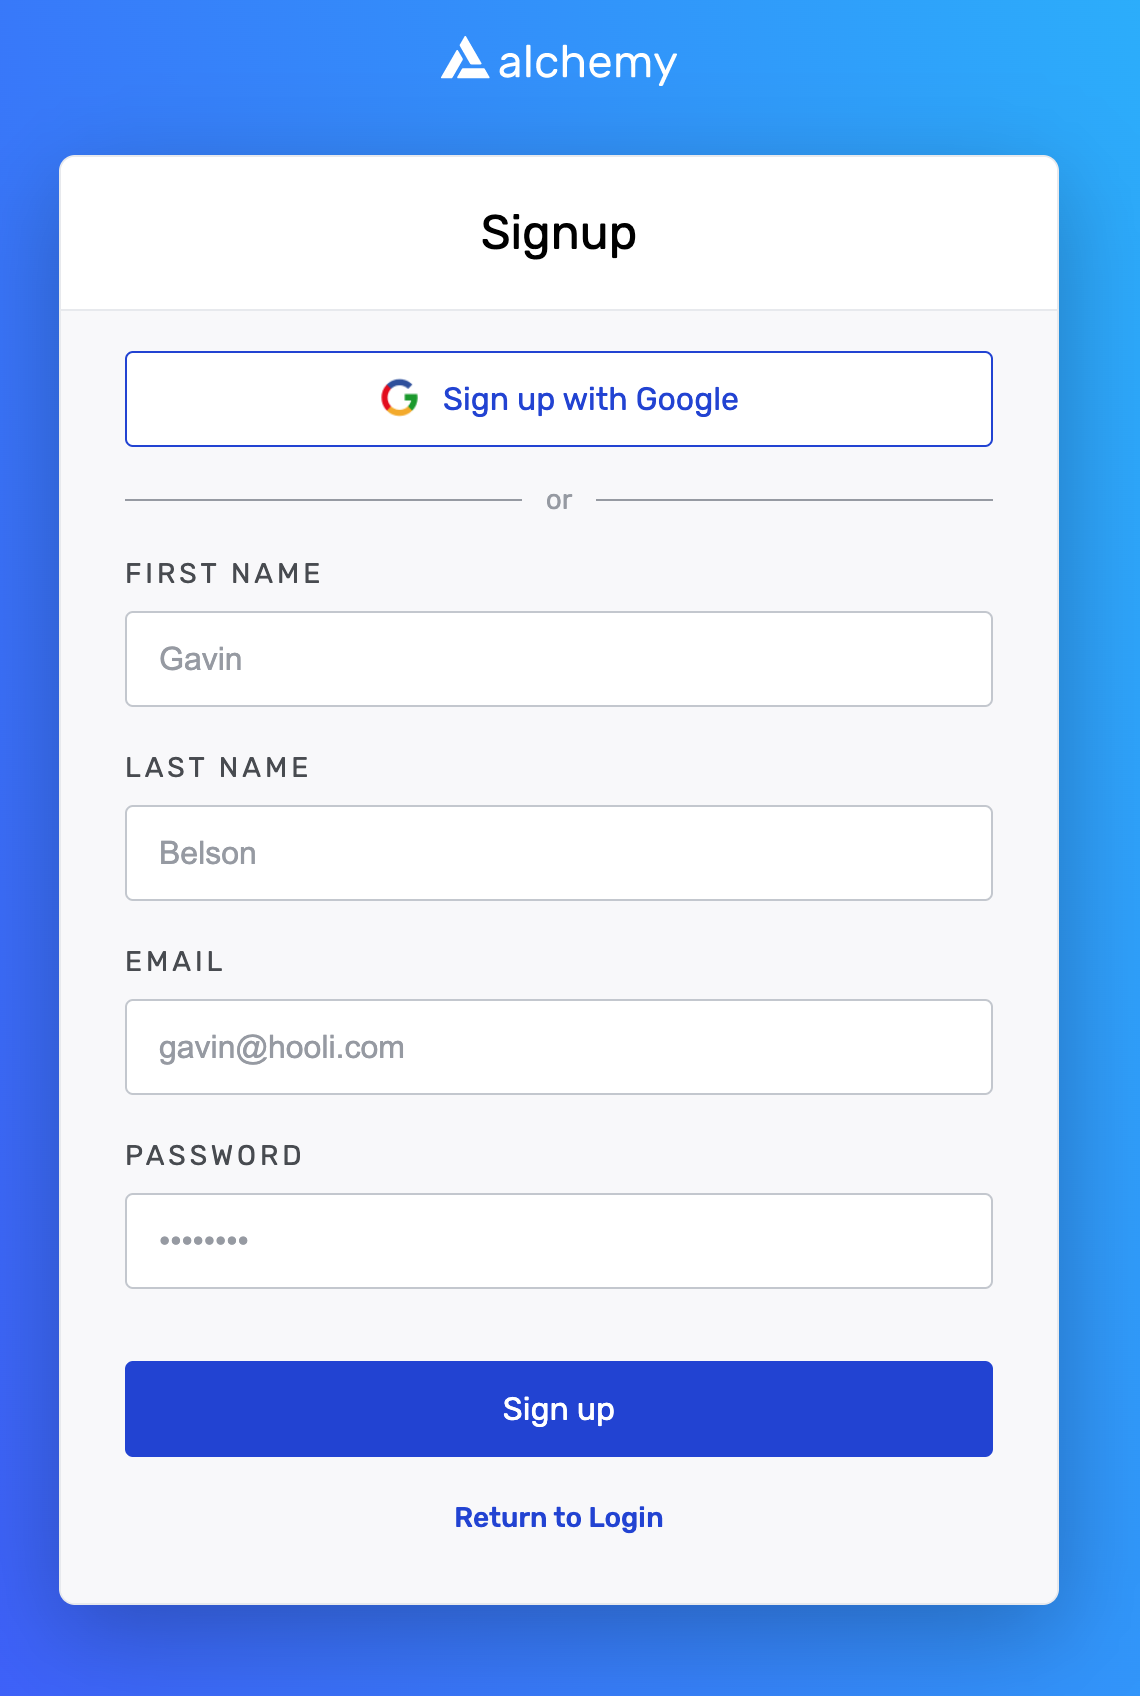 alchemy
Signup
Sign up with Google
or
FIRST NAME
Gavin
LAST NAME
Belson
EMAIL
gavin@hooli.com
PASSWORD
••••••••
Sign up
Return to Login